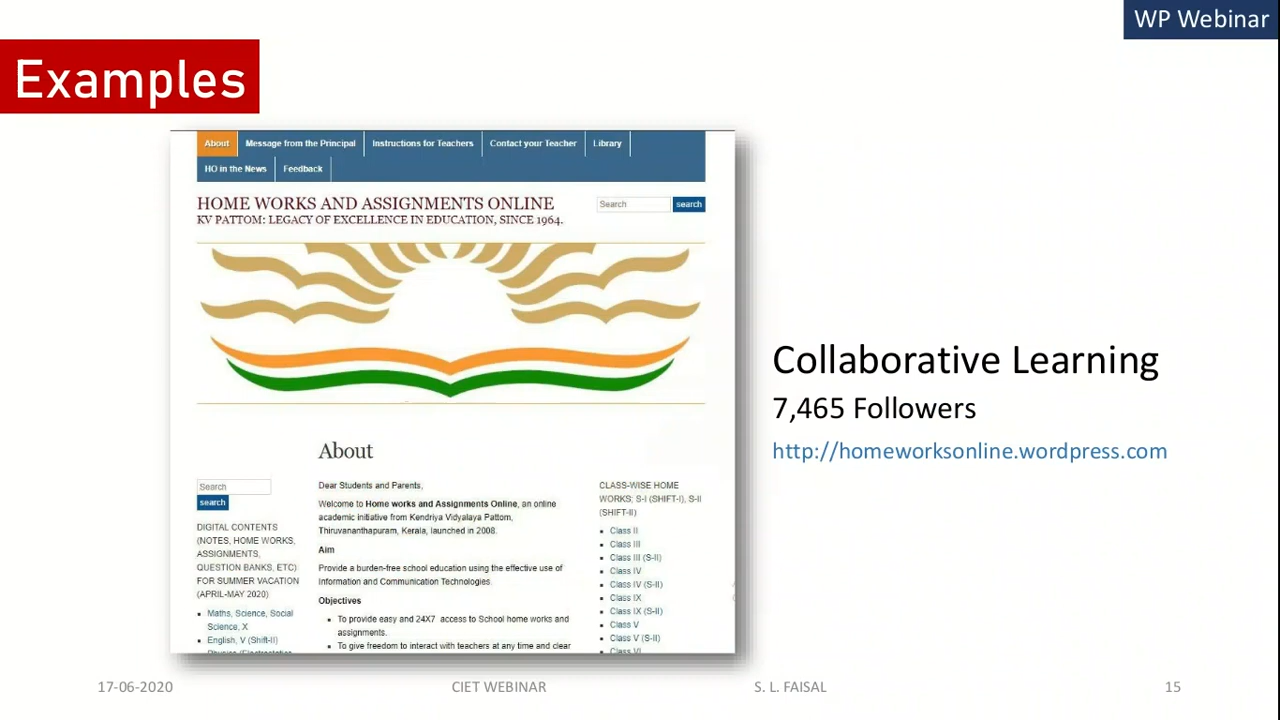 WP Webinar
Examples
About
Message from the Principal
Instructions for Teachers
Contact your Teacher
Library
HO in the News
Feedback
HOME WORKS AND ASSIGNMENTS ONLINE
KV PATTOM: LEGACY OF EXCELLENCE IN EDUCATION, SINCE 1964.
Search
search
About
Search
search
DIGITAL CONTENTS
(NOTES, HOME WORKS,
ASSIGNMENTS,
QUESTION BANKS, ETC)
FOR SUMMER VACATION
(APRIL-MAY 2020)
Maths, Science, Social
Science, X
English, V (Shift-II)
Dear Students and Parents,
Welcome to Home works and Assignments Online, an online
academic initiative from Kendriya Vidyalaya Pattom,
Thiruvananthapuram, Kerala, launched in 2008.
Aim
Provide a burden-free school education using the effective use of
Information and Communication Technologies.
Objectives
To provide easy and 24X7 access to School home works and
assignments.
To give freedom to interact with teachers at any time and clear
CLASS-WISE HOME
WORKS; S-I (SHIFT-I), S-II
(SHIFT-II)
Class II
Class III
Class III (S-II)
Class IV
Class IV (S-II)
Class IX
Class IX (S-II)
Class V
Class V (S-II)
Class VI
Collaborative Learning
7,465 Followers
http://homeworksonline.wordpress.com
17-06-2020
CIET WEBINAR
S. L. FAISAL
15